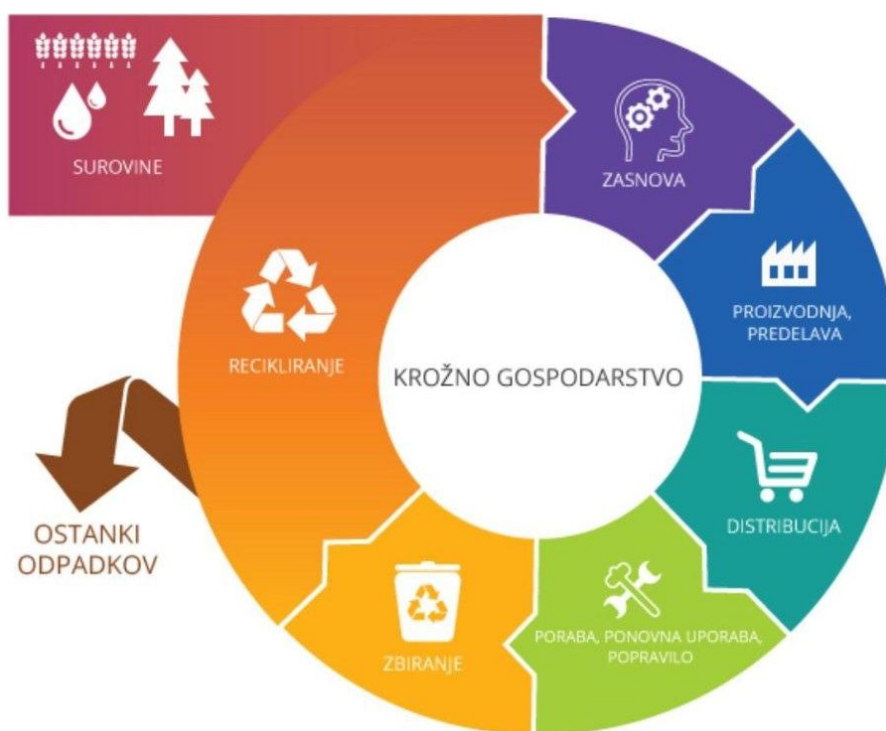 SUROVINE
ZASNOVA
PROIZVODNJA,
PREDELAVA
RECIKLIRANJE
KROŽNO GOSPODARSTVO
DISTRIBUCIJA
OSTANKI
ODPADKOV
PORABA, PONOVNA UPORABA,
POPRAVILO
ZBIRANJE